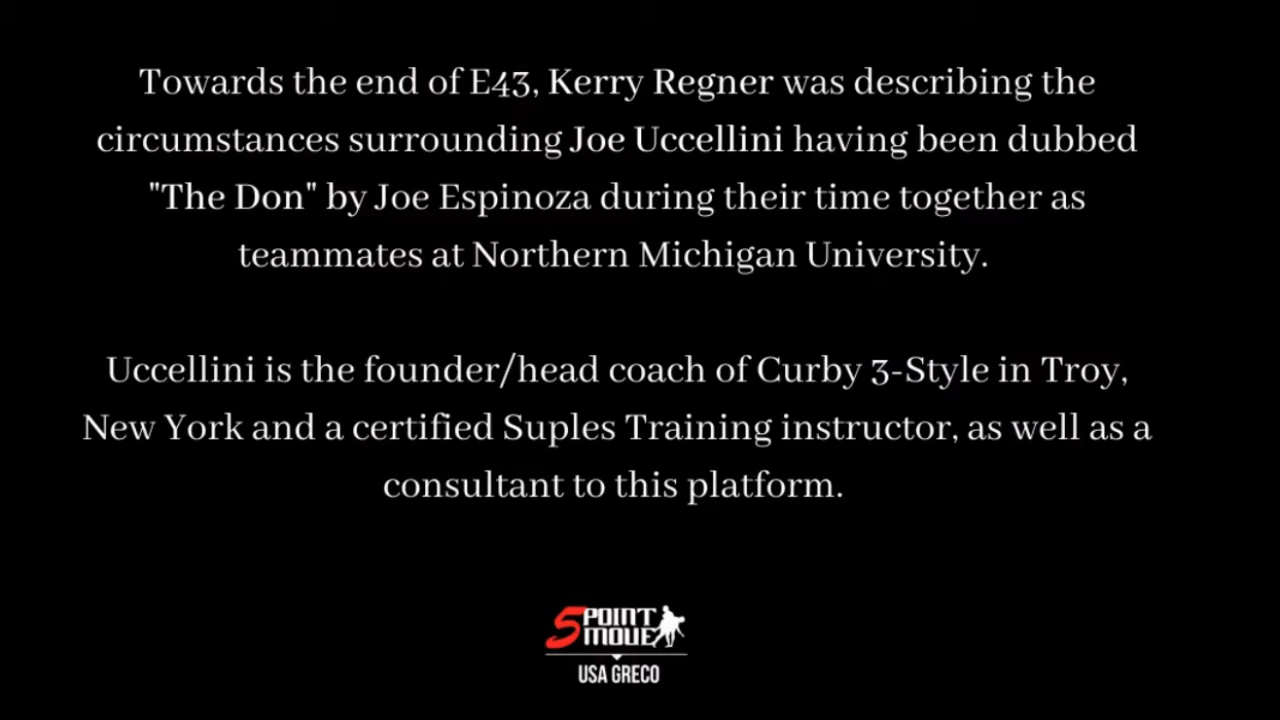 Towards the end of E43, Kerry Regner was describing the
circumstances surrounding Joe Uccellini having been dubbed
"The Don" by Joe Espinoza during their time together as
teammates at Northern Michigan University.
Uccellini is the founder/head coach of Curby 3-Style in Troy,
New York and a certified Suples Training instructor, as well as a
consultant to this platform.
5 POINT
MOVE
USA GRECO